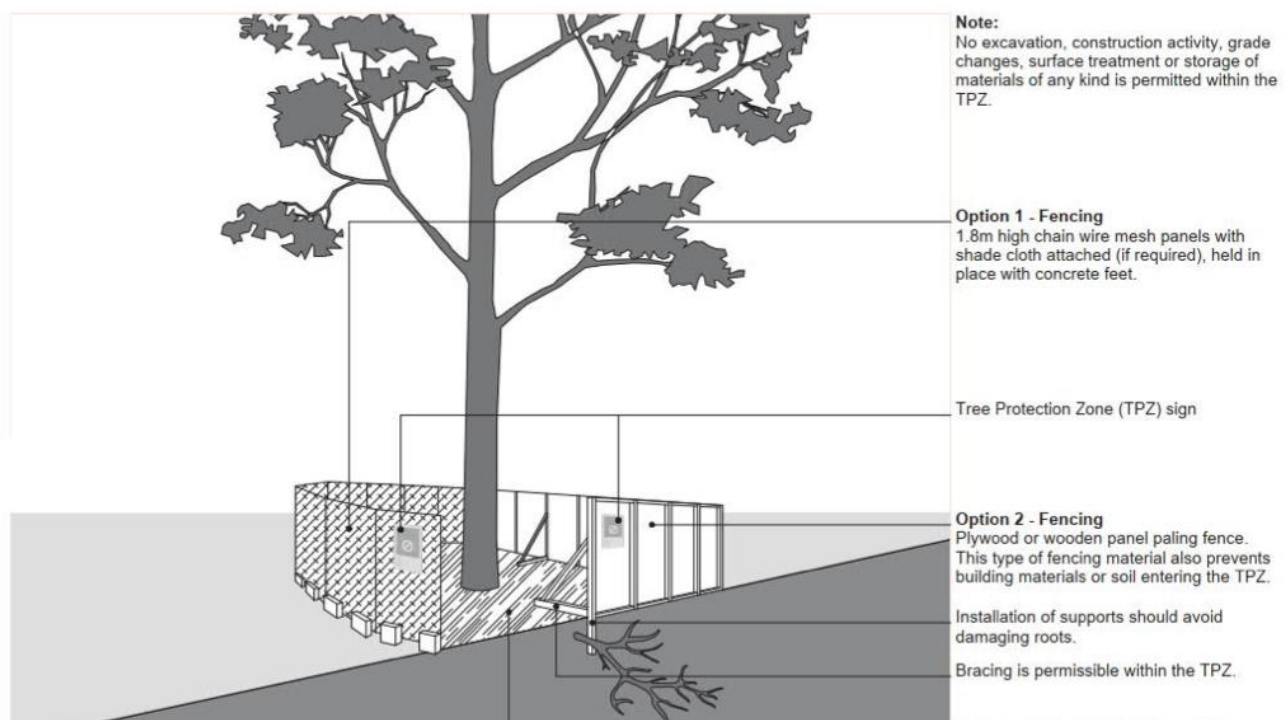 Note:
No excavation, construction activity, grade
changes, surface treatment or storage of
materials of any kind is permitted within the
TPZ.
Option 1 - Fencing
1.8m high chain wire mesh panels with
shade cloth attached (if required), held in
place with concrete feet.
Tree Protection Zone (TPZ) sign
Option 2 - Fencing
Plywood or wooden panel paling fence.
This type of fencing material also prevents
building materials or soil entering the TPZ.
Installation of supports should avoid
damaging roots.
Bracing is permissible within the TPZ.